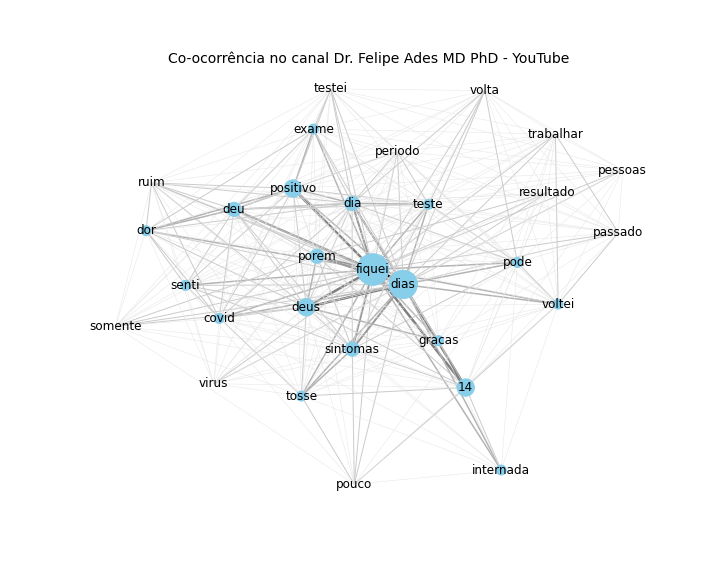 Co-ocorrência no canal Dr. Felipe Ades MD PhD - YouTube
testei
volta
exame
trabalhar
periodo
pessoas
ruim
positivo
resultado
deu
dia
teste
dor
passado
porem
fiquei
pode
senti
dias
deus
voltei
covid
somente
gracas
sintomas
virus
14
tosse
internada
pouco